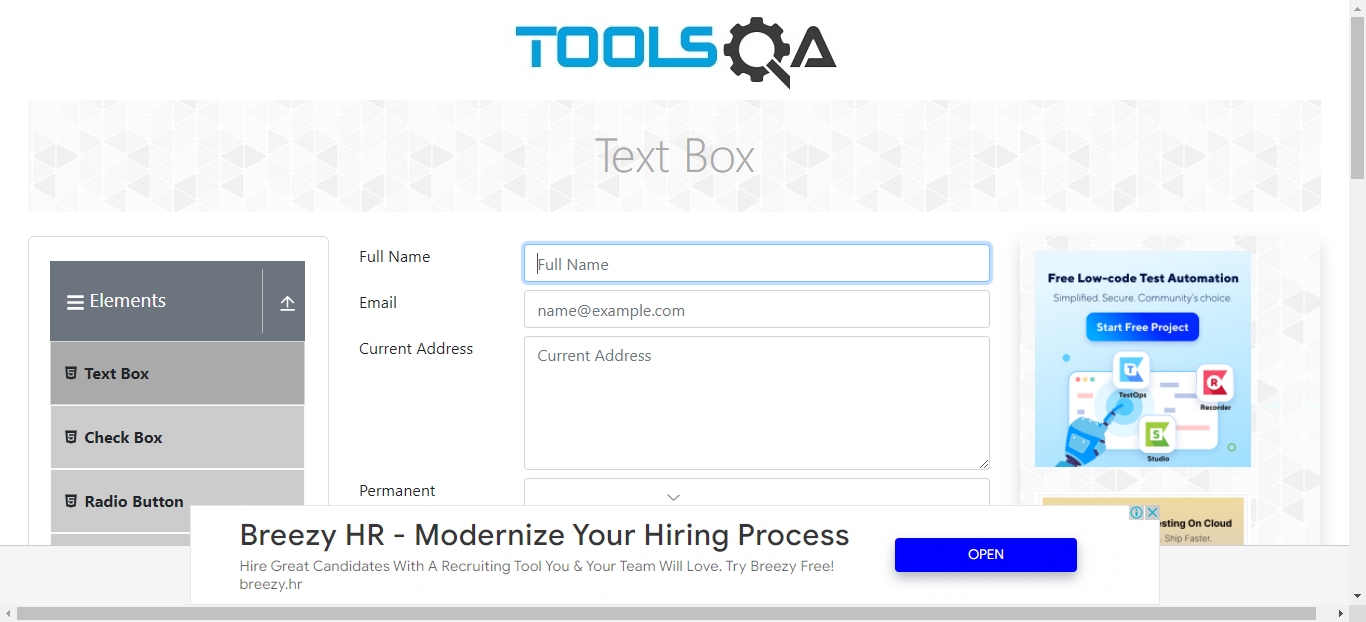 TOOLSQA
Text Box
Elements
Text Box
Check Box
Radio Button
Full Name
Full Name
Email
name@example.com
Current Address
Current Address
Permanent
Free Low-code Test Automation
Simplified. Secure. Community's choice.
Start Free Project
TestOps
Recorder
Studio
On Cloud
Ship Faster.
Breezy HR - Modernize Your Hiring Process
Hire Great Candidates With A Recruiting Tool You & Your Team Will Love. Try Breezy Free!
breezy.hr
OPEN